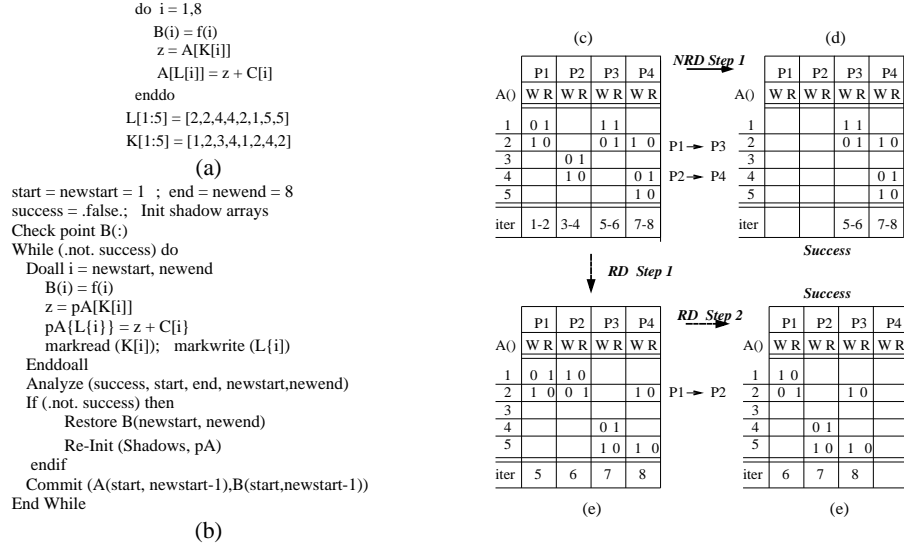 do i = 1,8
B(i) = f(i)
z = A[K[i]]
A[L[i]] = z + C[i]
enddo
L[1:5] = [2,2,4,4,2,1,5,5]
K[1:5] = [1,2,3,4,1,2,4,2]
(a)
start = newstart = 1 ; end = newend = 8
success = .false.; Init shadow arrays
Check point B(:)
While (.not. success) do
Doall i = newstart, newend
B(i) = f(i)
z = pA[K[i]]
pA{L{i}} = z + C[i}
markread (K[i]); markwrite (L{i])
Enddoall
Analyze (success, start, end, newstart,newend)
If (.not. success) then
Restore B(newstart, newend)
Re-Init (Shadows, pA)
endif
Commit (A(start, newstart-1),B(start,newstart-1))
End While
(b)
(c)
P1 P2 P3 P4
A() W R W R W R W R
1 0 1 1 1
2 1 0 0 1 1 0
3 0 1
4 1 0 0 1
5 1 0
iter 1-2 3-4 5-6 7-8
NRD Step 1
P1 → P3
P2 → P4
(d)
P1 P2 P3 P4
A() W R W R W R W R
1 1 1
2 0 1 1 0
3
4 0 1
5 1 0
iter 5-6 7-8
Success
RD Step 1
P1 P2 P3 P4
A() W R W R W R W R
1 0 1 1 0
2 1 0 0 1 1 0
3
4 0 1
5 1 0 1 0
iter 5 6 7 8
(e)
RD Step 2
P1 → P2
Success
P1 P2 P3 P4
A() W R W R W R W R
1 1 0
2 0 1 1 0
3
4 0 1
5 1 0 1 0
iter 6 7 8
(e)